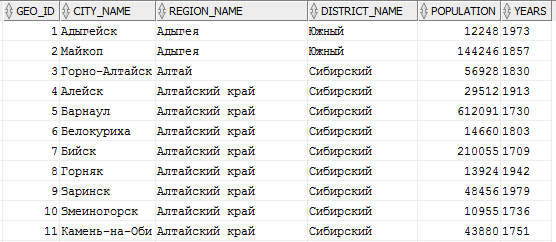 GEO_ID CITY_NAME REGION_NAME DISTRICT_NAME POPULATION YEARS
1 Адыгейск Адыгея Южный 12248 1973
2 Майкоп Адыгея Южный 144246 1857
3 Горно-Алтайск Алтай Сибирский 56928 1830
4 Алейск Алтайский край Сибирский 29512 1913
5 Барнаул Алтайский край Сибирский 612091 1730
6 Белокуриха Алтайский край Сибирский 14660 1803
7 Бийск Алтайский край Сибирский 210055 1709
8 Горняк Алтайский край Сибирский 13924 1942
9 Заринск Алтайский край Сибирский 48456 1979
10 Змеиногорск Алтайский край Сибирский 10955 1736
11 Камень-на-Оби Алтайский край Сибирский 43880 1751